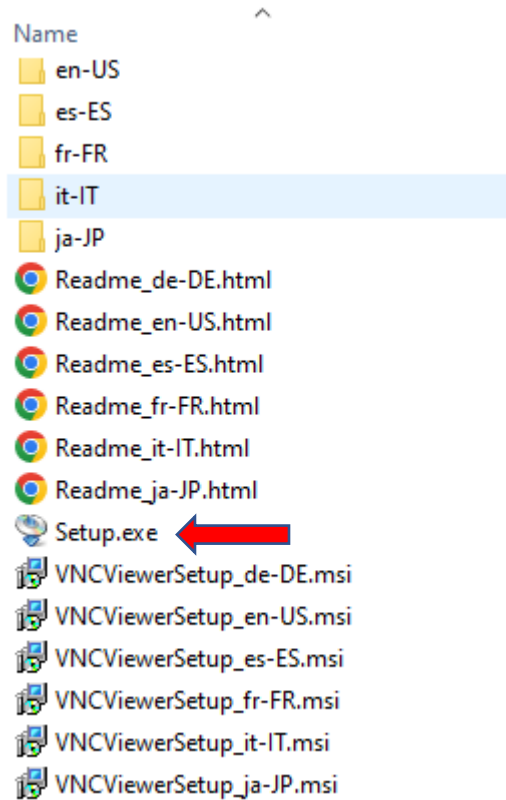 Name
en-US
es-ES
fr-FR
it-IT
ja-JP
Readme_de-DE.html
Readme_en-US.html
Readme_es-ES.html
Readme_fr-FR.html
Readme_it-IT.html
Readme_ja-JP.html
Setup.exe
VNCViewerSetup_de-DE.msi
VNCViewerSetup_en-US.msi
VNCViewerSetup_es-ES.msi
VNCViewerSetup_fr-FR.msi
VNCViewerSetup_it-IT.msi
VNCViewerSetup_ja-JP.msi